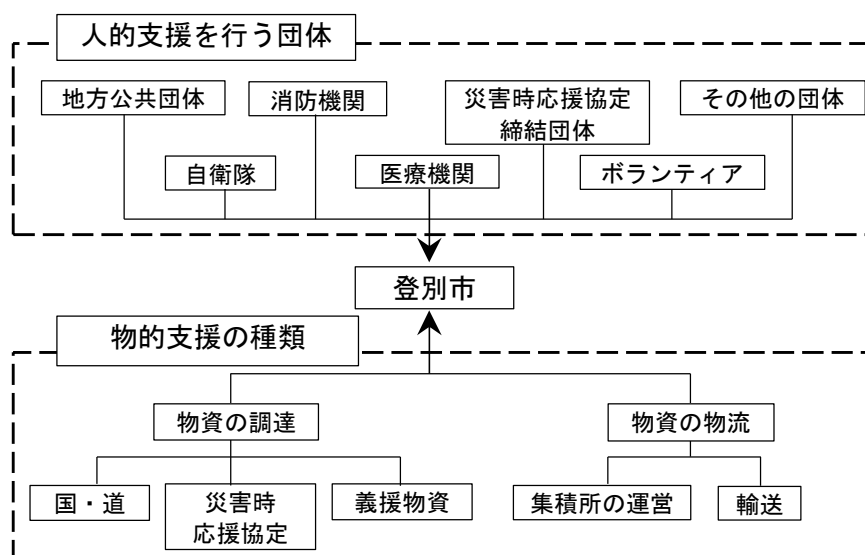 人的支援を行う団体
地方公共団体
消防機関
災害時応援協定
締結団体
その他の団体
自衛隊
医療機関
ボランティア
登別市
物的支援の種類
物資の調達
物資の物流
国・道
災害時
応援協定
義援物資
集積所の運営
輸送